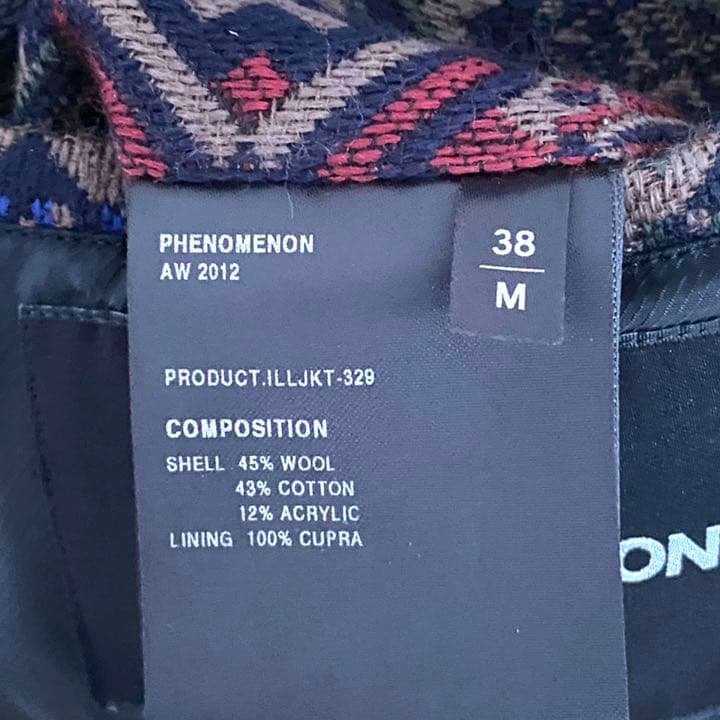 PHENOMENON
AW 2012
38
M
PRODUCT.ILLJKT-329
COMPOSITION
SHELL 45% WOOL
43% COTTON
12% ACRYLIC
LINING 100% CUPRA
ON